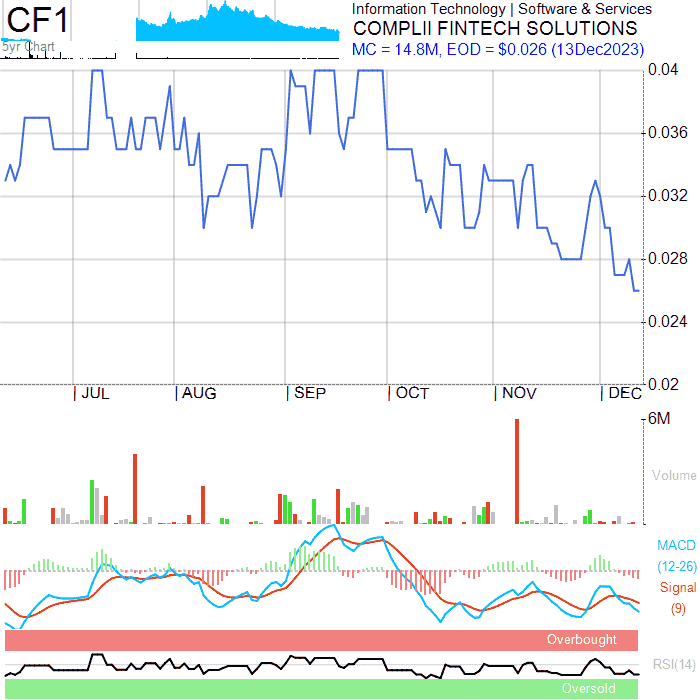 CF1
Information Technology | Software & Services
COMPLII FINTECH SOLUTIONS
5yr Chart
MC = 14.8M, EOD = $0.026 (13Dec2023)
0.04
0.036
0.032
0.028
0.024
0.02
| JUL | AUG | SEP | OCT | NOV | DEC
6M
Volume
MACD
(12-26)
Signal
(9)
Overbought
RSI(14)
Oversold